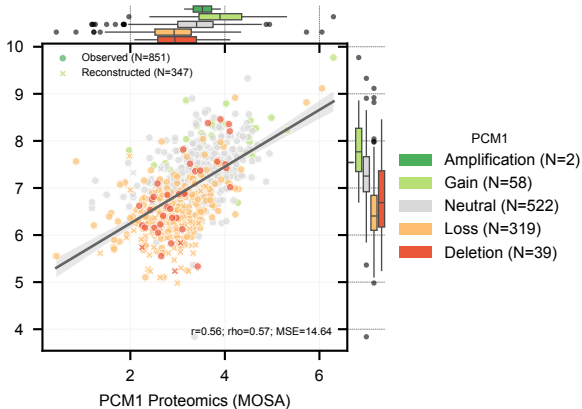 10
9
8
7
6
5
4
2
4
6
Observed (N=851)
Reconstructed (N=347)
r=0.56; rho=0.57; MSE=14.64
PCM1 Proteomics (MOSA)
PCM1
Amplification (N=2)
Gain (N=58)
Neutral (N=522)
Loss (N=319)
Deletion (N=39)